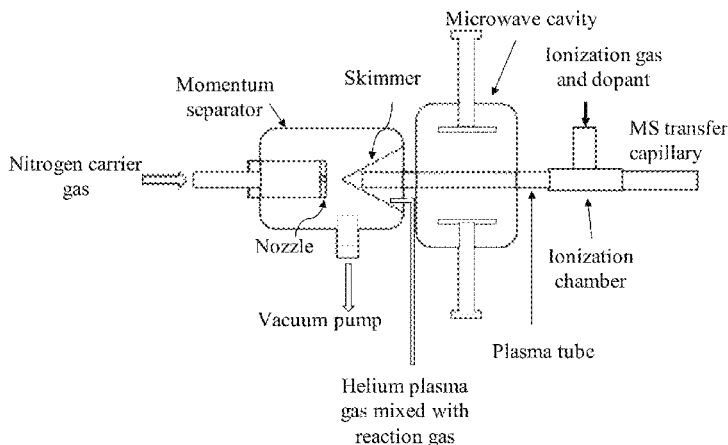 Microwave cavity
Ionization gas
and dopant
Skimmer
Momentum
separator
MS transfer
capillary
Nitrogen carrier
gas
Nozzle
Ionization
chamber
Vacuum pump
Plasma tube
Helium plasma
gas mixed with
reaction gas